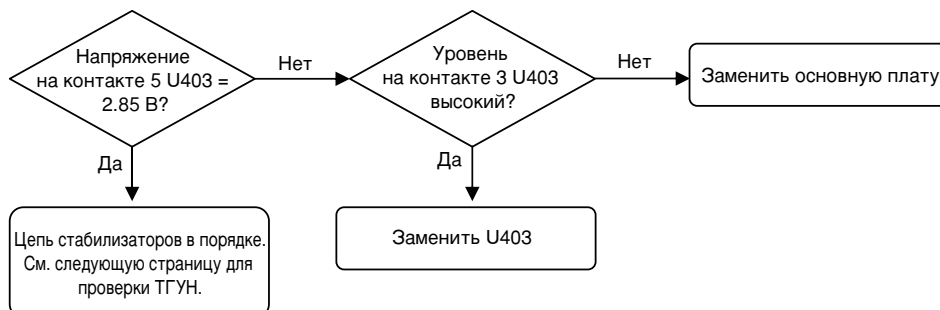 Напряжение
на контакте 5 U403 =
2.85 В?
Нет
Уровень
на контакте 3 U403
высокий?
Нет
Заменить основную плату
Да
Да
Цепь стабилизаторов в порядке.
См. следующую страницу для
проверки ТГУН.
Заменить U403